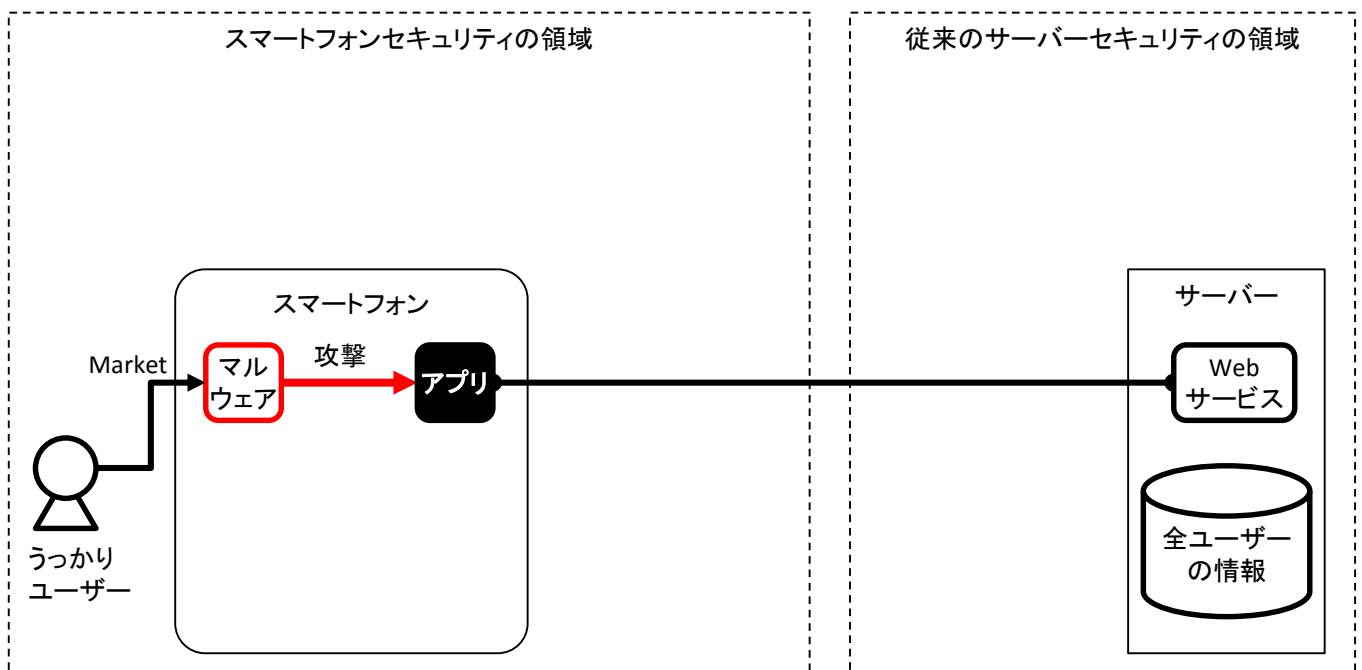 スマートフォンセキュリティの領域
従来のサーバーセキュリティの領域
スマートフォン
サーバー
Market
マル
ウェア
攻撃
アプリ
Web
サービス
うっかり
ユーザー
全ユーザー
の情報